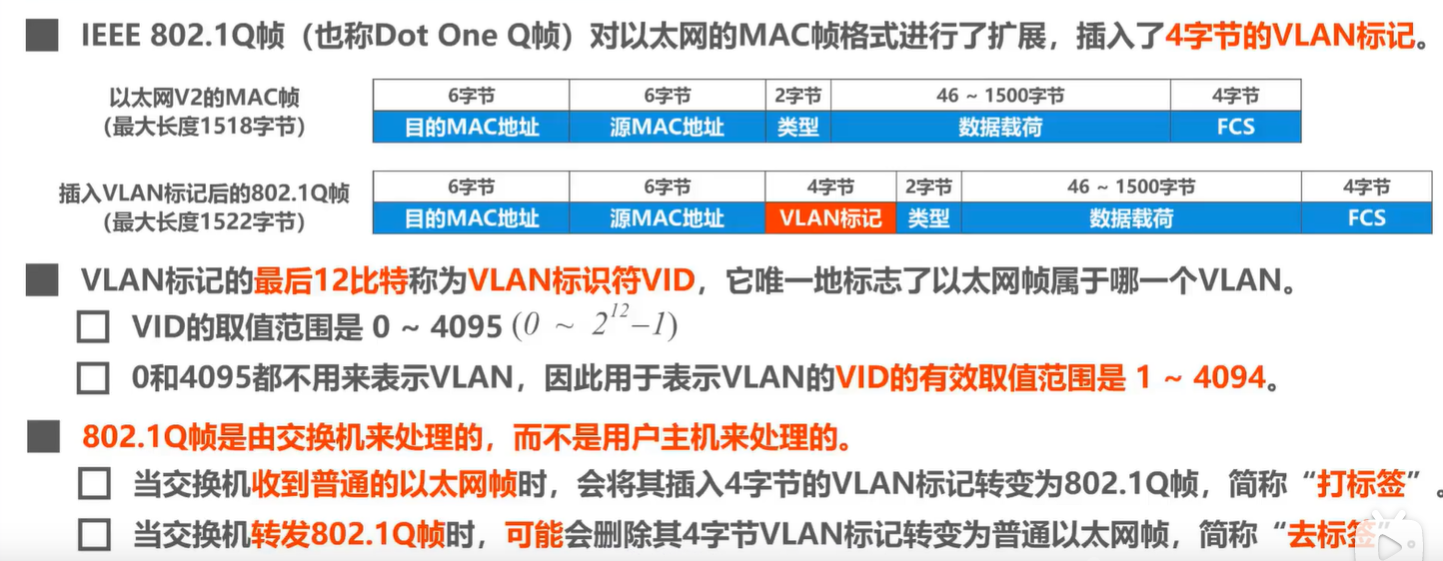 IEEE 802.1Q帧（也称Dot One Q帧）对以太网的MAC帧格式进行了扩展，插入了4字节的VLAN标记。
以太网V2的MAC帧
(最大长度1518字节)
6字节 6字节 2字节 46 ~ 1500字节 4字节
目的MAC地址 源MAC地址 类型 数据载荷 FCS
插入VLAN标记后的802.1Q帧
(最大长度1522字节)
6字节 6字节 4字节 2字节 46 ~ 1500字节 4字节
目的MAC地址 源MAC地址 VLAN标记 类型 数据载荷 FCS
VLAN标记的最后12比特称为VLAN标识符VID，它唯一地标志了以太网帧属于哪一个VLAN。
VID的取值范围是 0 ~ 4095 (0 ~ 2^12–1)
0和4095都不用来表示VLAN，因此用于表示VLAN的VID的有效取值范围是 1 ~ 4094。
802.1Q帧是由交换机来处理的，而不是用户主机来处理的。
当交换机收到普通的以太网帧时，会将其插入4字节的VLAN标记转变为802.1Q帧，简称“打标签”。
当交换机转发802.1Q帧时，可能会删除其4字节VLAN标记转变为普通以太网帧，简称“去标签”